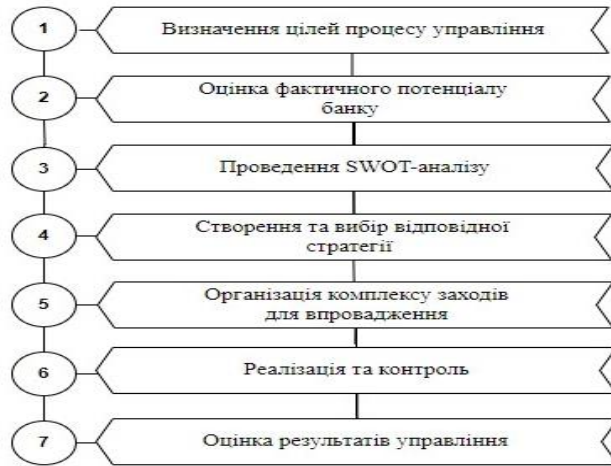 1 Визначення цілей процесу управління
2 Оцінка фактичного потенціалу
банку
3 Проведення SWOT-аналізу
4 Створення та вибір відповідної
стратегії
5 Організація комплексу заходів
для впровадження
6 Реалізація та контроль
7 Оцінка результатів управління